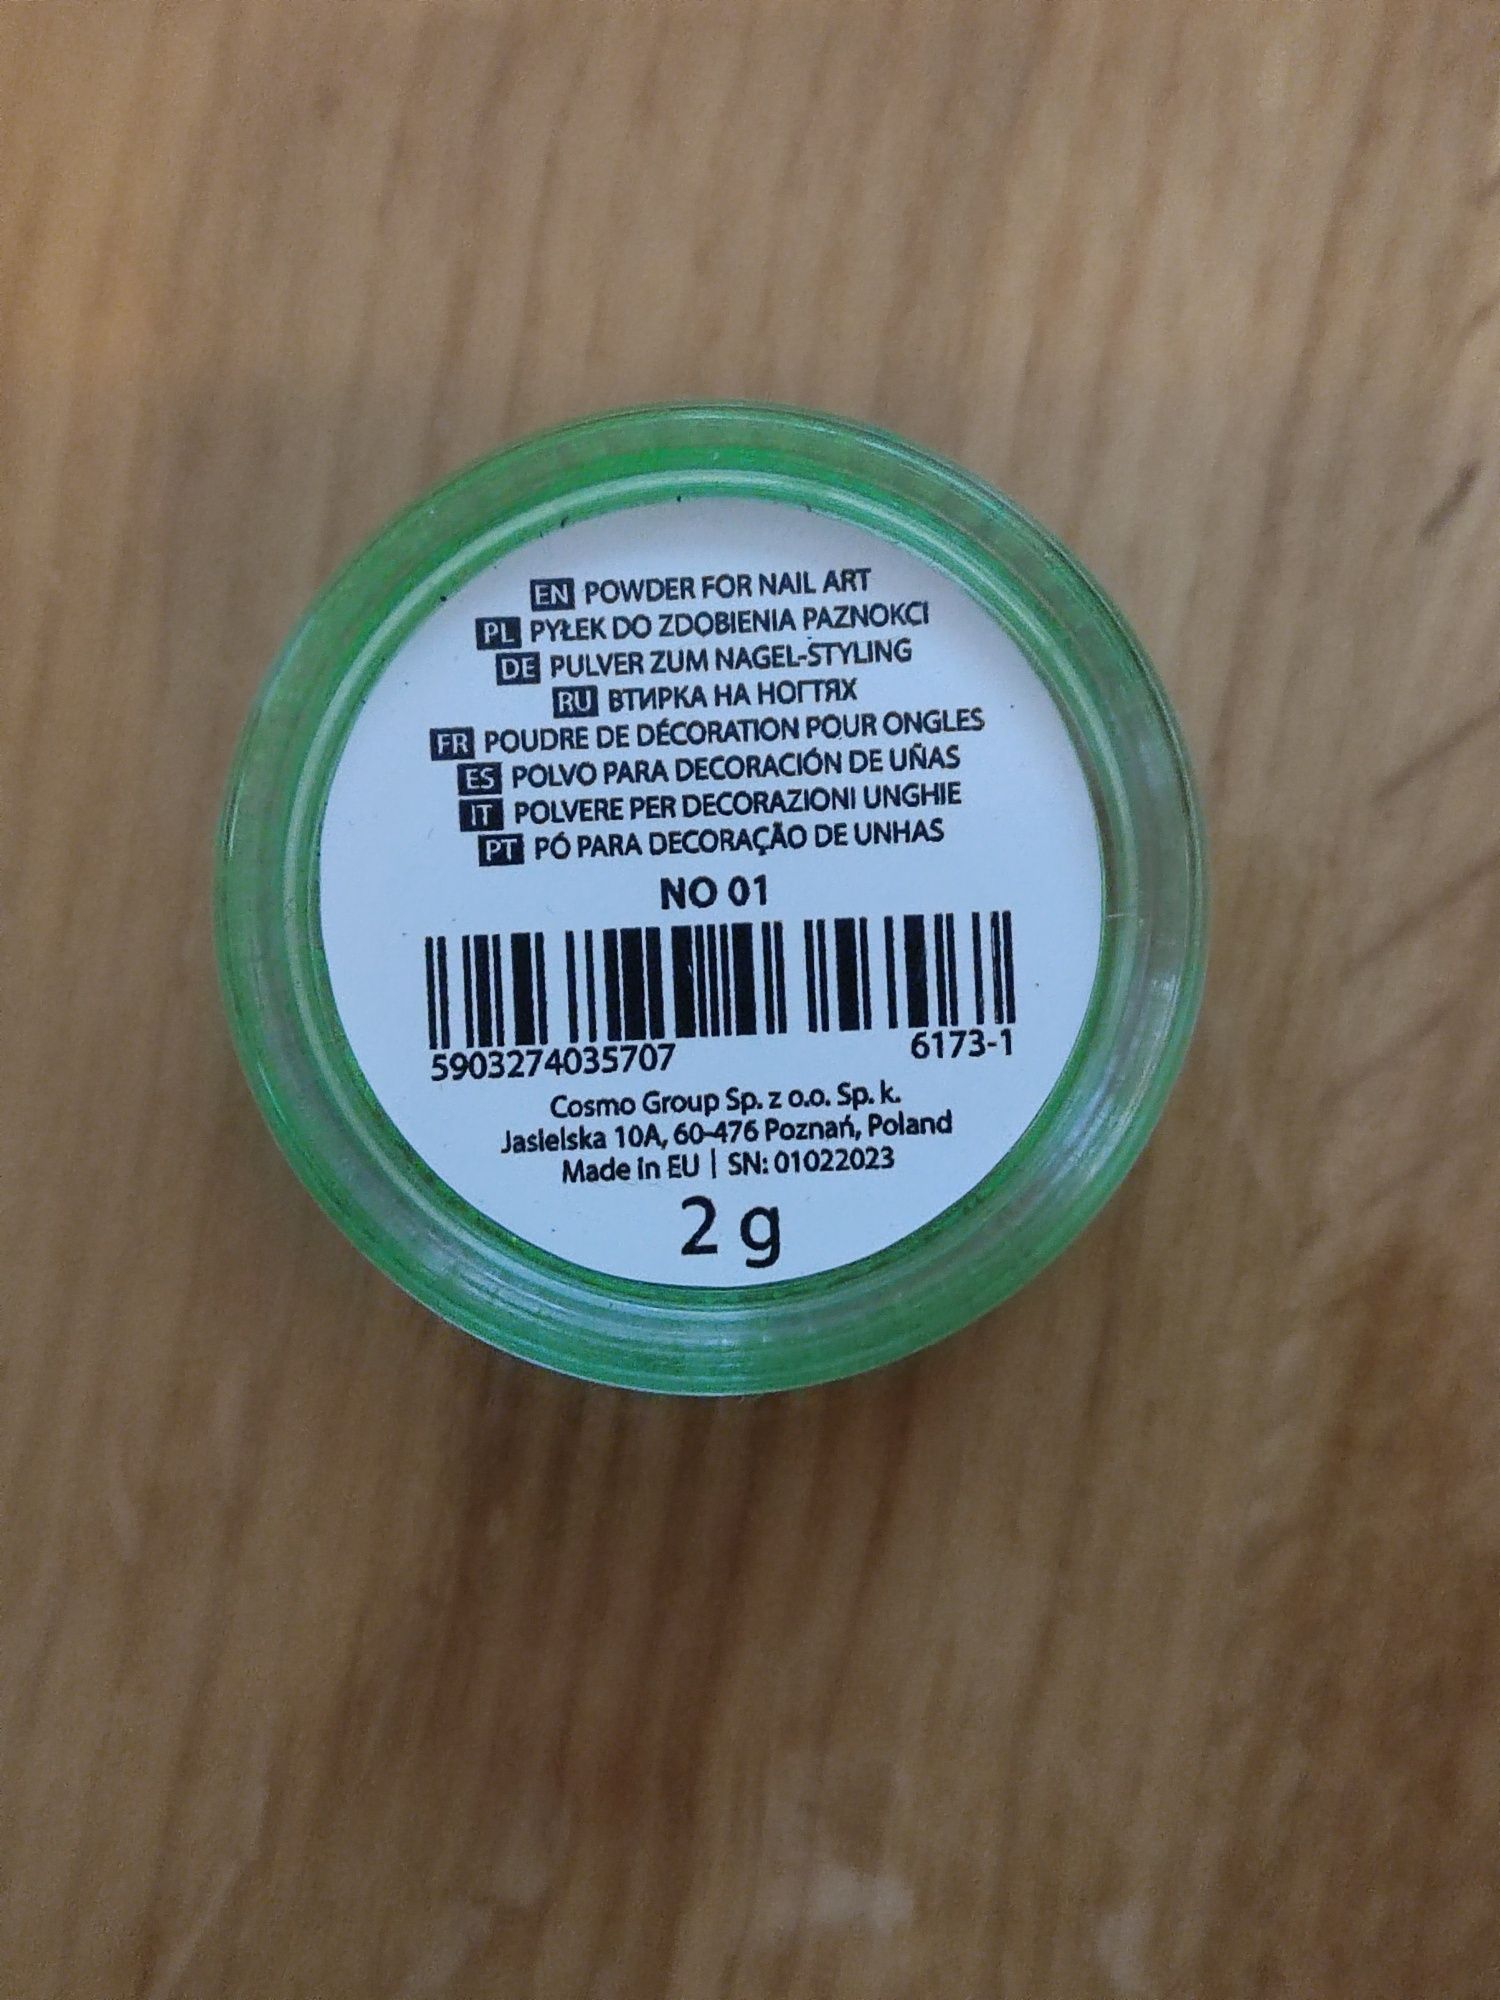 EN POWDER FOR NAIL ART
PL PYŁEK DO ZDOBIENIA PAZNOKCI
DE PULVER ZUM NAGEL-STYLING
RU ВТИРКА НА НОГТЯХ
FR POUDRE DE DÉCORATION POUR ONGLES
ES POLVO PARA DECORACIÓN DE UÑAS
IT POLVERE PER DECORAZIONI UNGHIE
PT PÓ PARA DECORAÇÃO DE UNHAS
NO 01
5903274035707 6173-1
Cosmo Group Sp. z o.o. Sp. k.
Jasielska 10A, 60-476 Poznań, Poland
Made in EU | SN: 01022023
2 g